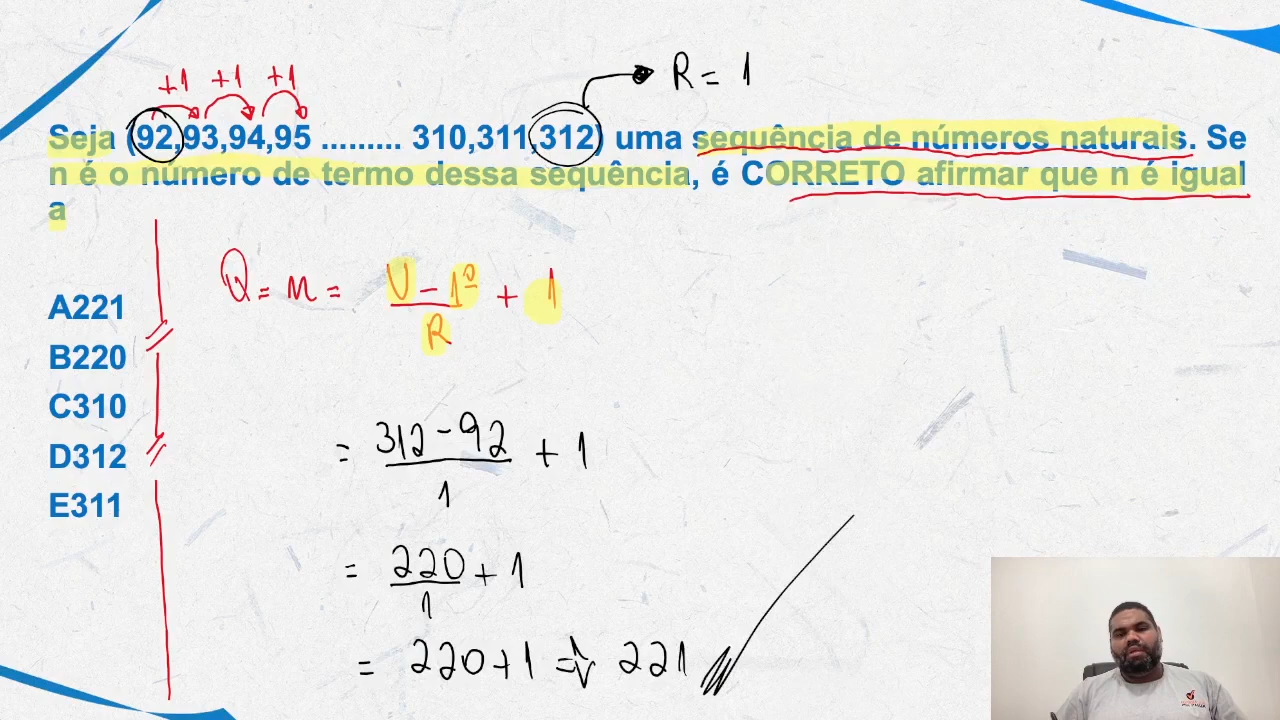 +1 +1 +1
R = 1
Seja (92,93,94,95 ......... 310,311,312) uma sequência de números naturais. Se
n é o número de termo dessa sequência, é CORRETO afirmar que n é igual
a
Q = n = U - 1º / R + 1
A221
B220
C310
D312
E311
= 312 - 92 / 1 + 1
= 220 / 1 + 1
= 220 + 1 ⇒ 221